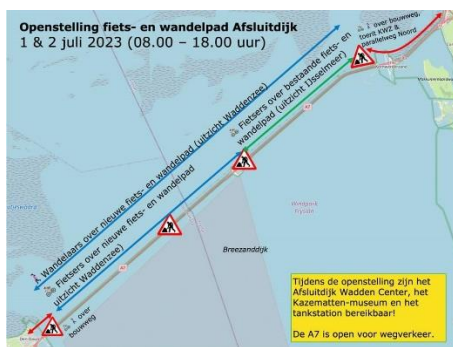 Openstelling fiets- en wandelpad Afsluitdijk
1 & 2 juli 2023 (08.00 – 18.00 uur)
over bouwweg,
toerit KWZ &
parallelweg Noord
Fietsers over bestaande fiets- en
wandelpad (uitzicht IJsselmeer)
Wandelaars over nieuwe fiets- en wandelpad (uitzicht Waddenzee)
Fietsers over nieuwe fiets- en wandelpad
uitzicht Waddenzee)
Breezanddijk
over
bouwweg
Tijdens de openstelling zijn het
Afsluitdijk Wadden Center, het
Kazematten-museum en het
tankstation bereikbaar!
De A7 is open voor wegverkeer.